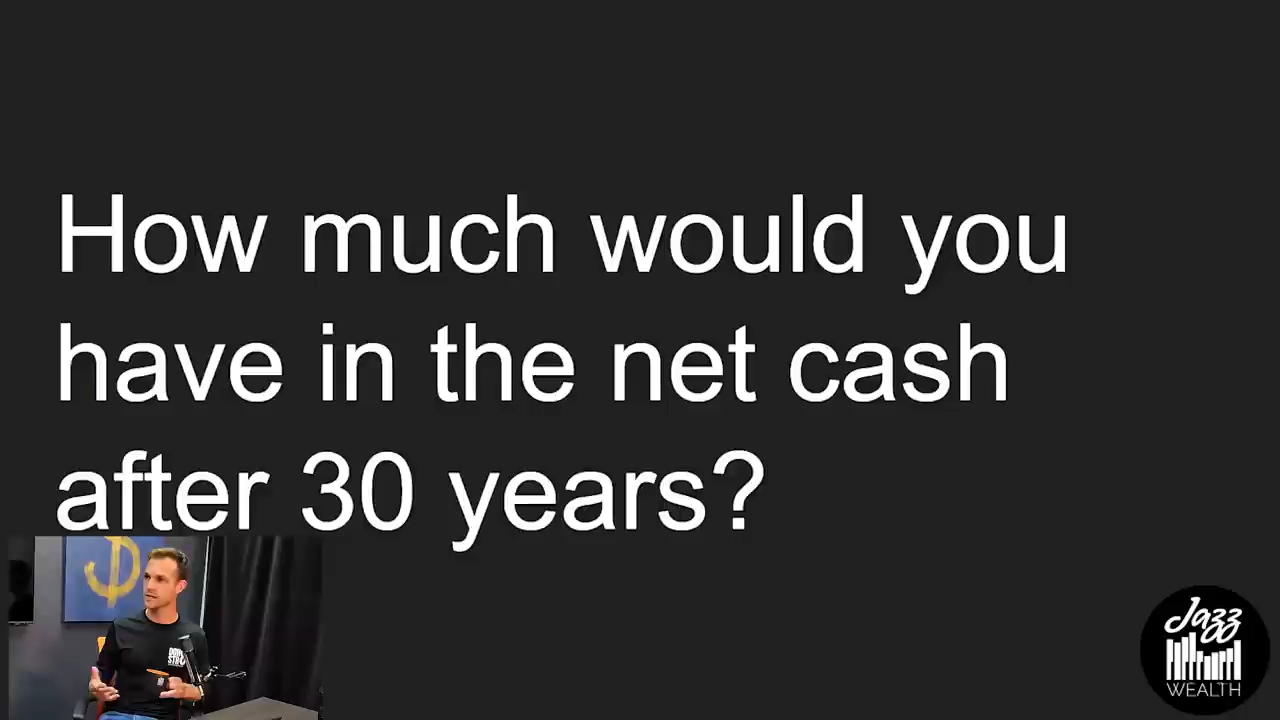 How much would you
have in the net cash
after 30 years?
Jazz
WEALTH